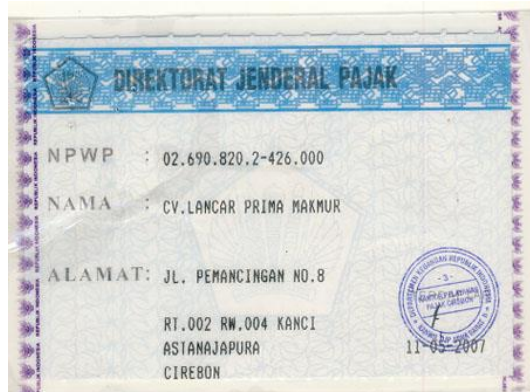 DIREKTORAT JENDERAL PAJAK
NPWP : 02.690.820.2-426.000
NAMA : CV.LANCAR PRIMA MAKMUR
ALAMAT: JL. PEMANCINGAN NO.8
RT.002 RW.004 KANCI
ASTANAJAPURA
CIREBON
11-05-2007